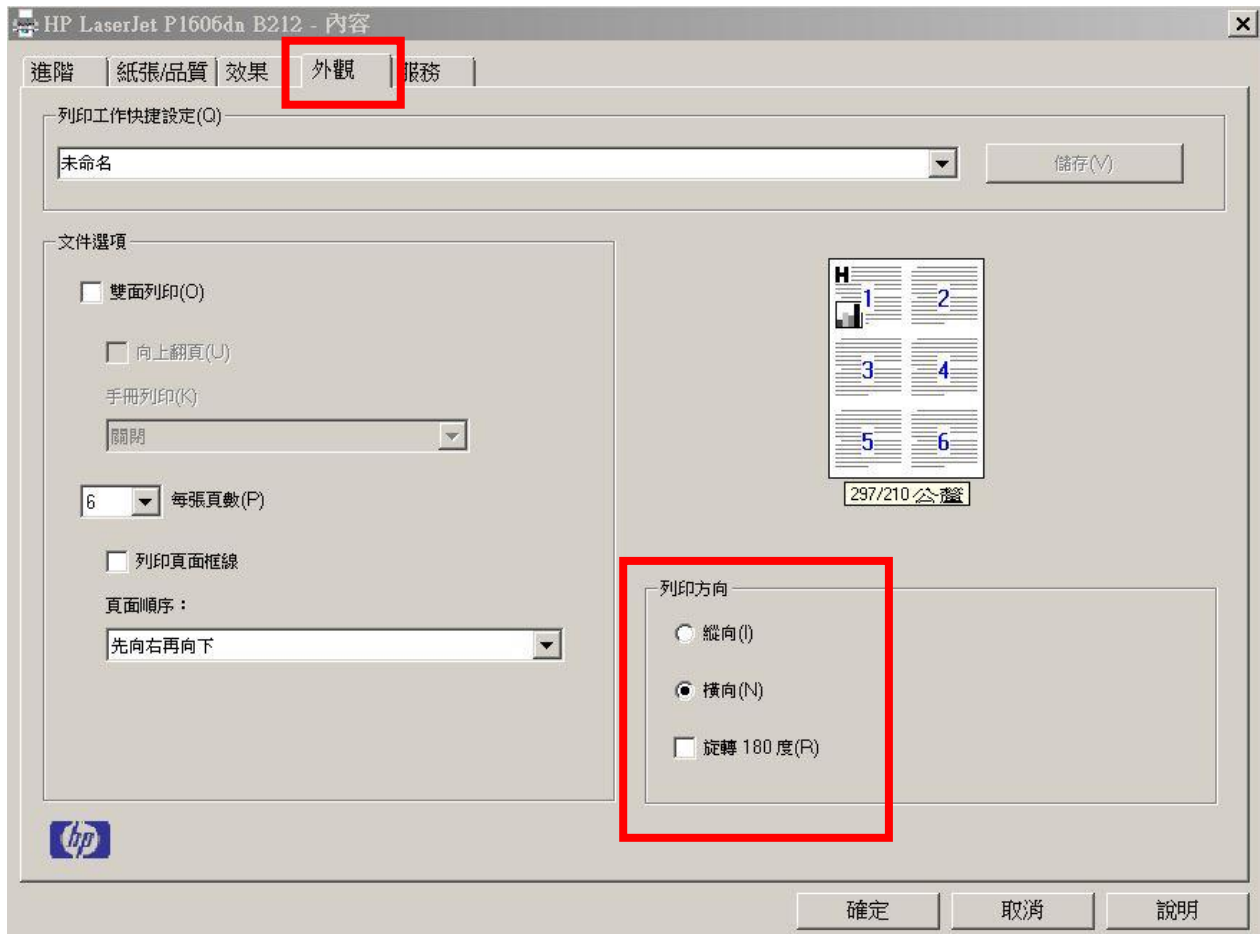 HP LaserJet P1606dn B212 - 內容
進階 紙張/品質 效果 外觀 服務
列印工作快捷設定(Q)
未命名
儲存(V)
文件選項
雙面列印(O)
向上翻頁(U)
手冊列印(K)
關閉
6 每張頁數(P)
列印頁面框線
頁面順序:
先向右再向下
H
1 2
3 4
5 6
297/210 公釐
列印方向
縱向(I)
橫向(N)
旋轉 180 度(R)
hp
確定 取消 說明